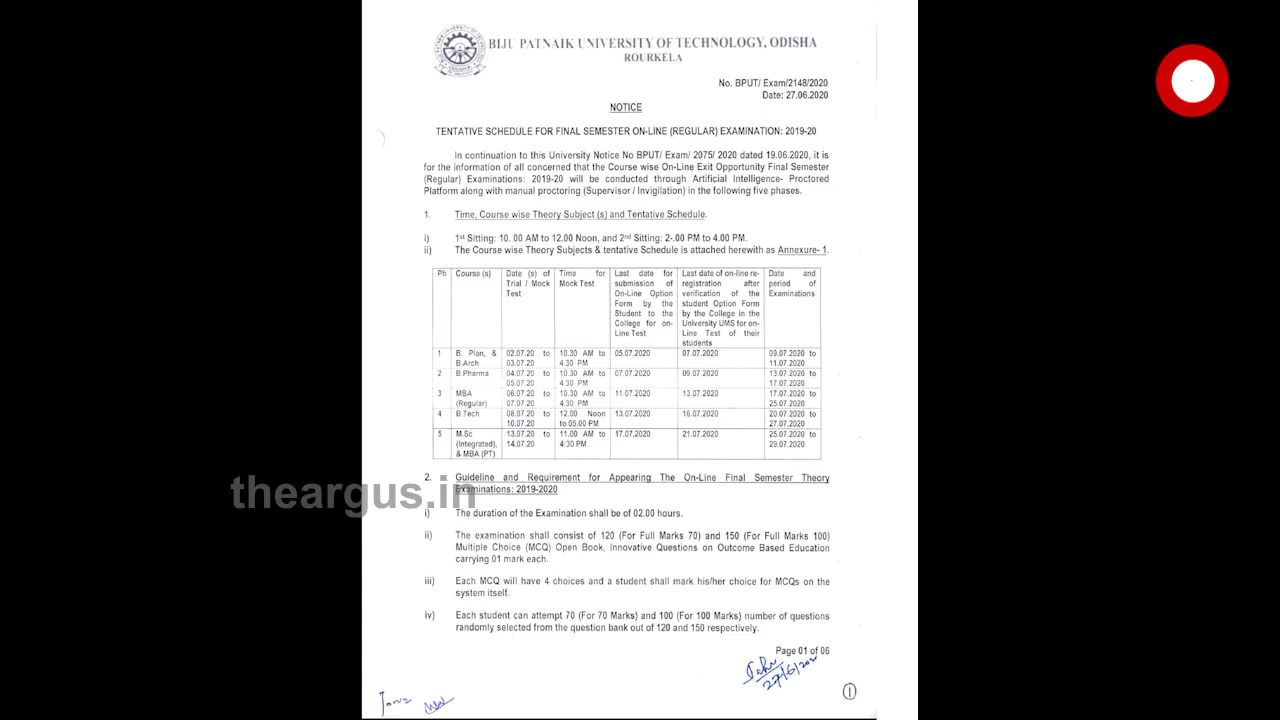 BIJU PATNAIK UNIVERSITY OF TECHNOLOGY, ODISHA
ROURKELA
No. BPUT/ Exam/2148/2020
Date: 27.06.2020
NOTICE
TENTATIVE SCHEDULE FOR FINAL SEMESTER ON-LINE (REGULAR) EXAMINATION: 2019-20
In continuation to this University Notice No BPUT/ Exam/ 2075/ 2020 dated 19.06.2020, it is
for the information of all concerned that the Course wise On-Line Exit Opportunity Final Semester
(Regular) Examinations: 2019-20 will be conducted through Artificial Intelligence- Proctored
Platform along with manual proctoring (Supervisor / Invigilation) in the following five phases.
1. Time, Course wise Theory Subject (s) and Tentative Schedule.
i) 1st Sitting: 10. 00 AM to 12.00 Noon, and 2nd Sitting: 2-.00 PM to 4.00 PM.
ii) The Course wise Theory Subjects & tentative Schedule is attached herewith as Annexure- 1.
Ph Course (s) Date (s) of Time for Last date for Last date of on-line re- Date and
Trial / Mock Mock Test submission of registration after period of
Test On-Line Option verification of the Examinations
Form by the student Option Form
Student to the by the College in the
College for on- University UMS for on-
Line Test Line Test of their
students
1 B. Plan, & 02.07.20 to 10.30 AM to 05.07.2020 07.07.2020 09.07.2020 to
B.Arch 03.07.20 4.30 PM 11.07.2020
2 B.Pharma 04.07.20 to 10.30 AM to 07.07.2020 09.07.2020 13.07.2020 to
05.07.20 4.30 PM 17.07.2020
3 MBA 06.07.20 to 10.30 AM to 11.07.2020 13.07.2020 17.07.2020 to
(Regular) 07.07.20 4.30 PM 25.07.2020
4 B.Tech 08.07.20 to 12.00 Noon 13.07.2020 16.07.2020 20.07.2020 to
10.07.20 to 05.00 PM 27.07.2020
5 M.Sc 13.07.20 to 11.00 AM to 17.07.2020 21.07.2020 25.07.2020 to
(Integrated), 14.07.20 4:30 PM 29.07.2020
& MBA (PT)
2. Guideline and Requirement for Appearing The On-Line Final Semester Theory
Examinations: 2019-2020
theargus.in
i) The duration of the Examination shall be of 02.00 hours.
ii) The examination shall consist of 120 (For Full Marks 70) and 150 (For Full Marks 100)
Multiple Choice (MCQ) Open Book, Innovative Questions on Outcome Based Education
carrying 01 mark each.
iii) Each MCQ will have 4 choices and a student shall mark his/her choice for MCQs on the
system itself.
iv) Each student can attempt 70 (For 70 Marks) and 100 (For 100 Marks) number of questions
randomly selected from the question bank out of 120 and 150 respectively.
Page 01 of 06
1